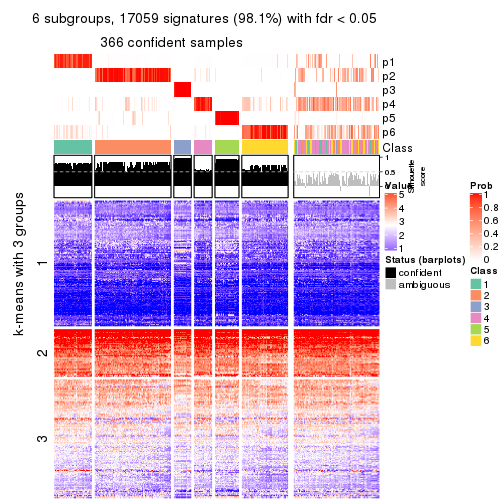 6 subgroups, 17059 signatures (98.1%) with fdr < 0.05
366 confident samples
p1
p2
p3
p4
p5
p6
Class
1
0.5
0
Silhouette
score
k-means with 3 groups
1
2
3
Value
5
4
3
2
1
Status (barplots)
confident
ambiguous
Prob
1
0.8
0.6
0.4
0.2
0
Class
1
2
3
4
5
6